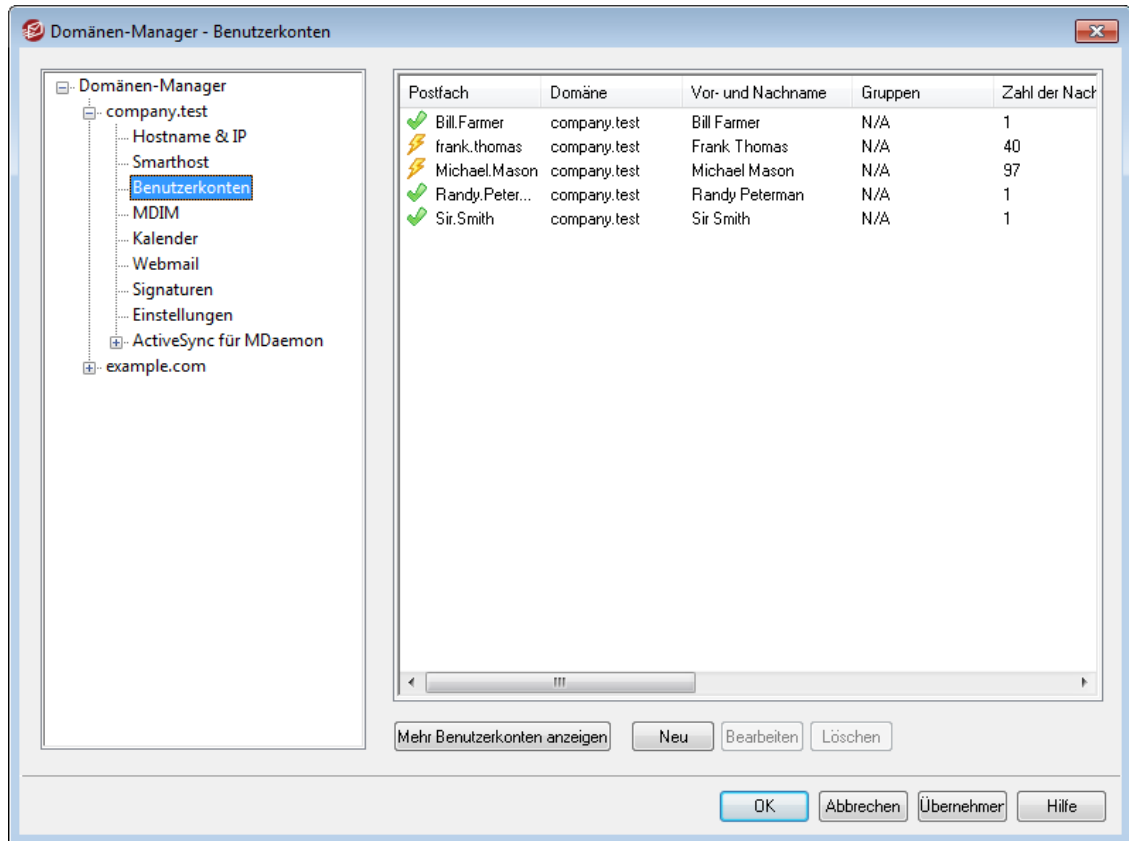 Domänen-Manager - Benutzerkonten
Domänen-Manager
company.test
Hostname & IP
Smarthost
Benutzerkonten
MDIM
Kalender
Webmail
Signaturen
Einstellungen
ActiveSync für MDaemon
example.com
Postfach Domäne Vor- und Nachname Gruppen Zahl der Nach
Bill.Farmer company.test Bill Farmer N/A 1
frank.thomas company.test Frank Thomas N/A 40
Michael.Mason company.test Michael Mason N/A 97
Randy.Peter... company.test Randy Peterman N/A 1
Sir.Smith company.test Sir Smith N/A 1
Mehr Benutzerkonten anzeigen Neu Bearbeiten Löschen
OK Abbrechen Übernehmer Hilfe